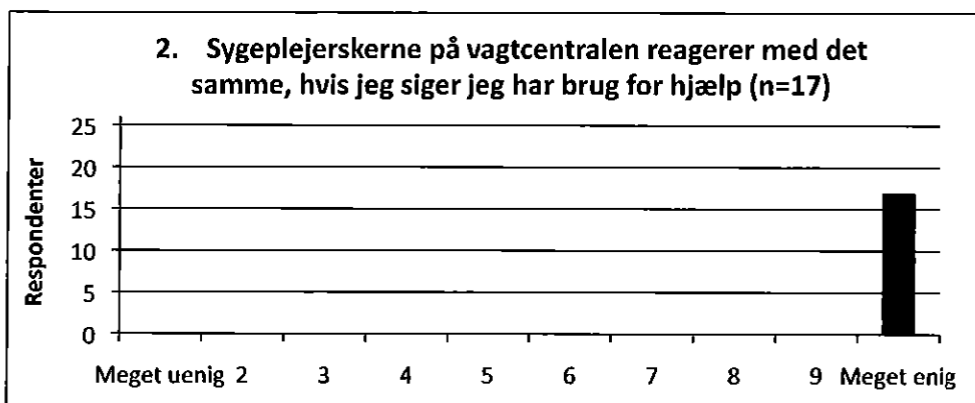 2. Sygeplejerskerne på vagtcentralen reagerer med det
samme, hvis jeg siger jeg har brug for hjælp (n=17)
Respondenter
25
20
15
10
5
0
Meget uenig 2 3 4 5 6 7 8 9 Meget enig